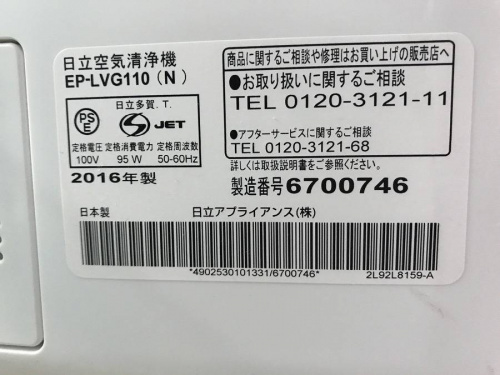 日立空気清浄機
EP-LVG110（N）
日立多賀.T.
PS
E
JET
定格電圧 定格消費電力 定格周波数
100V 95W 50-60Hz
2016年製
商品に関するご相談や修理はお買い上げの販売店へ
●お取り扱いに関するご相談
TEL 0120-3121-11
●アフターサービスに関するご相談
TEL 0120-3121-68
詳しくは取扱説明書をご覧ください。
製造番号6700746
日本製 日立アプライアンス(株)
*4902530101331/6700746*
2L92L8159-A